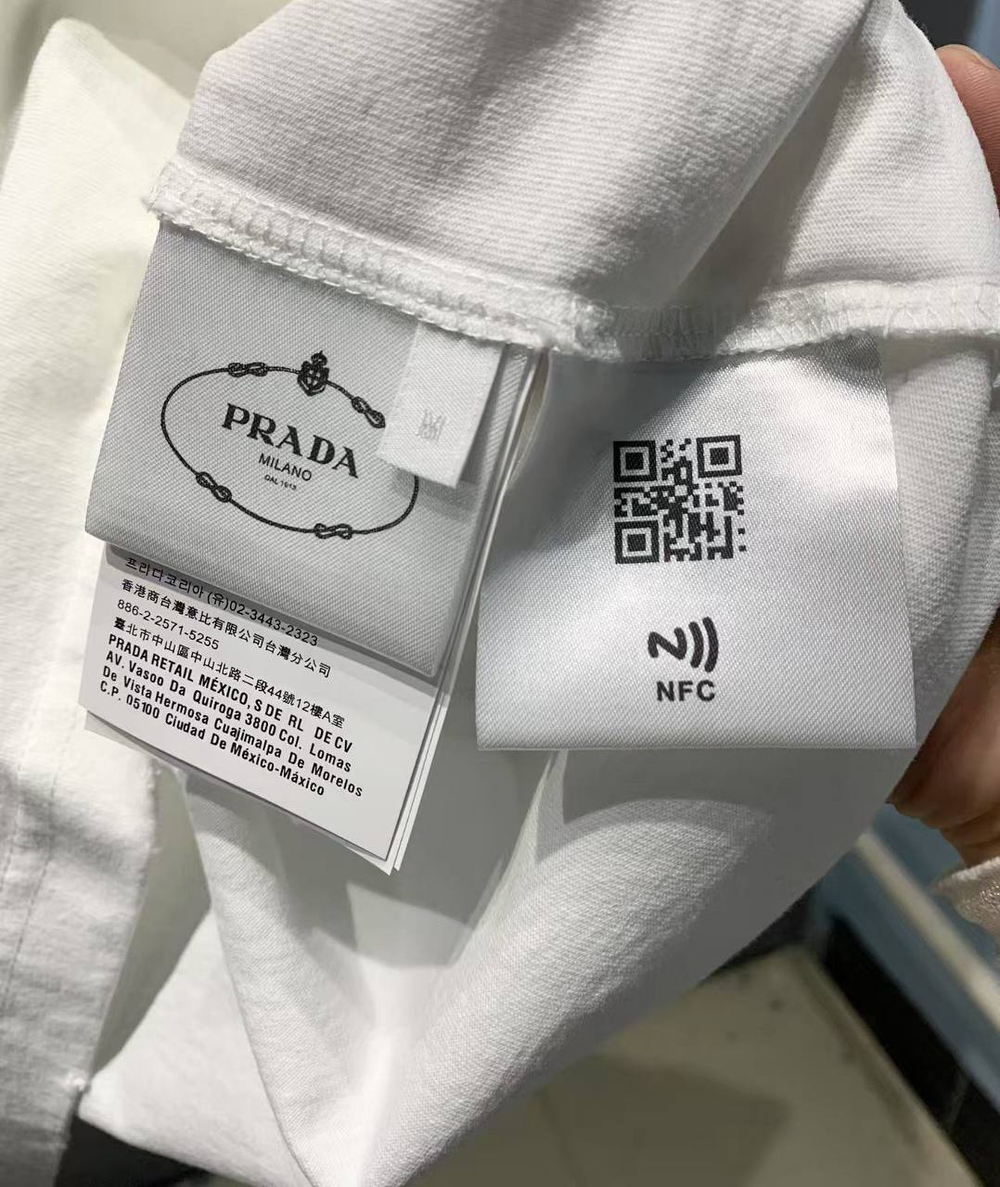 PRADA
MILANO
DAL 1913
M
프라다코리아 (유)02-3443-2323
香港商台灣意比有限公司台灣分公司
886-2-2571-5255
臺北市中山區中山北路二段44號12樓A室
PRADA RETAIL MÉXICO, S DE RL DE CV
AV. Vasoo Da Quiroga 3800 Col. Lomas
De Vista Hermosa Cuajimalpa De Morelos
C.P. 05100 Ciudad De México-Máxico
NFC